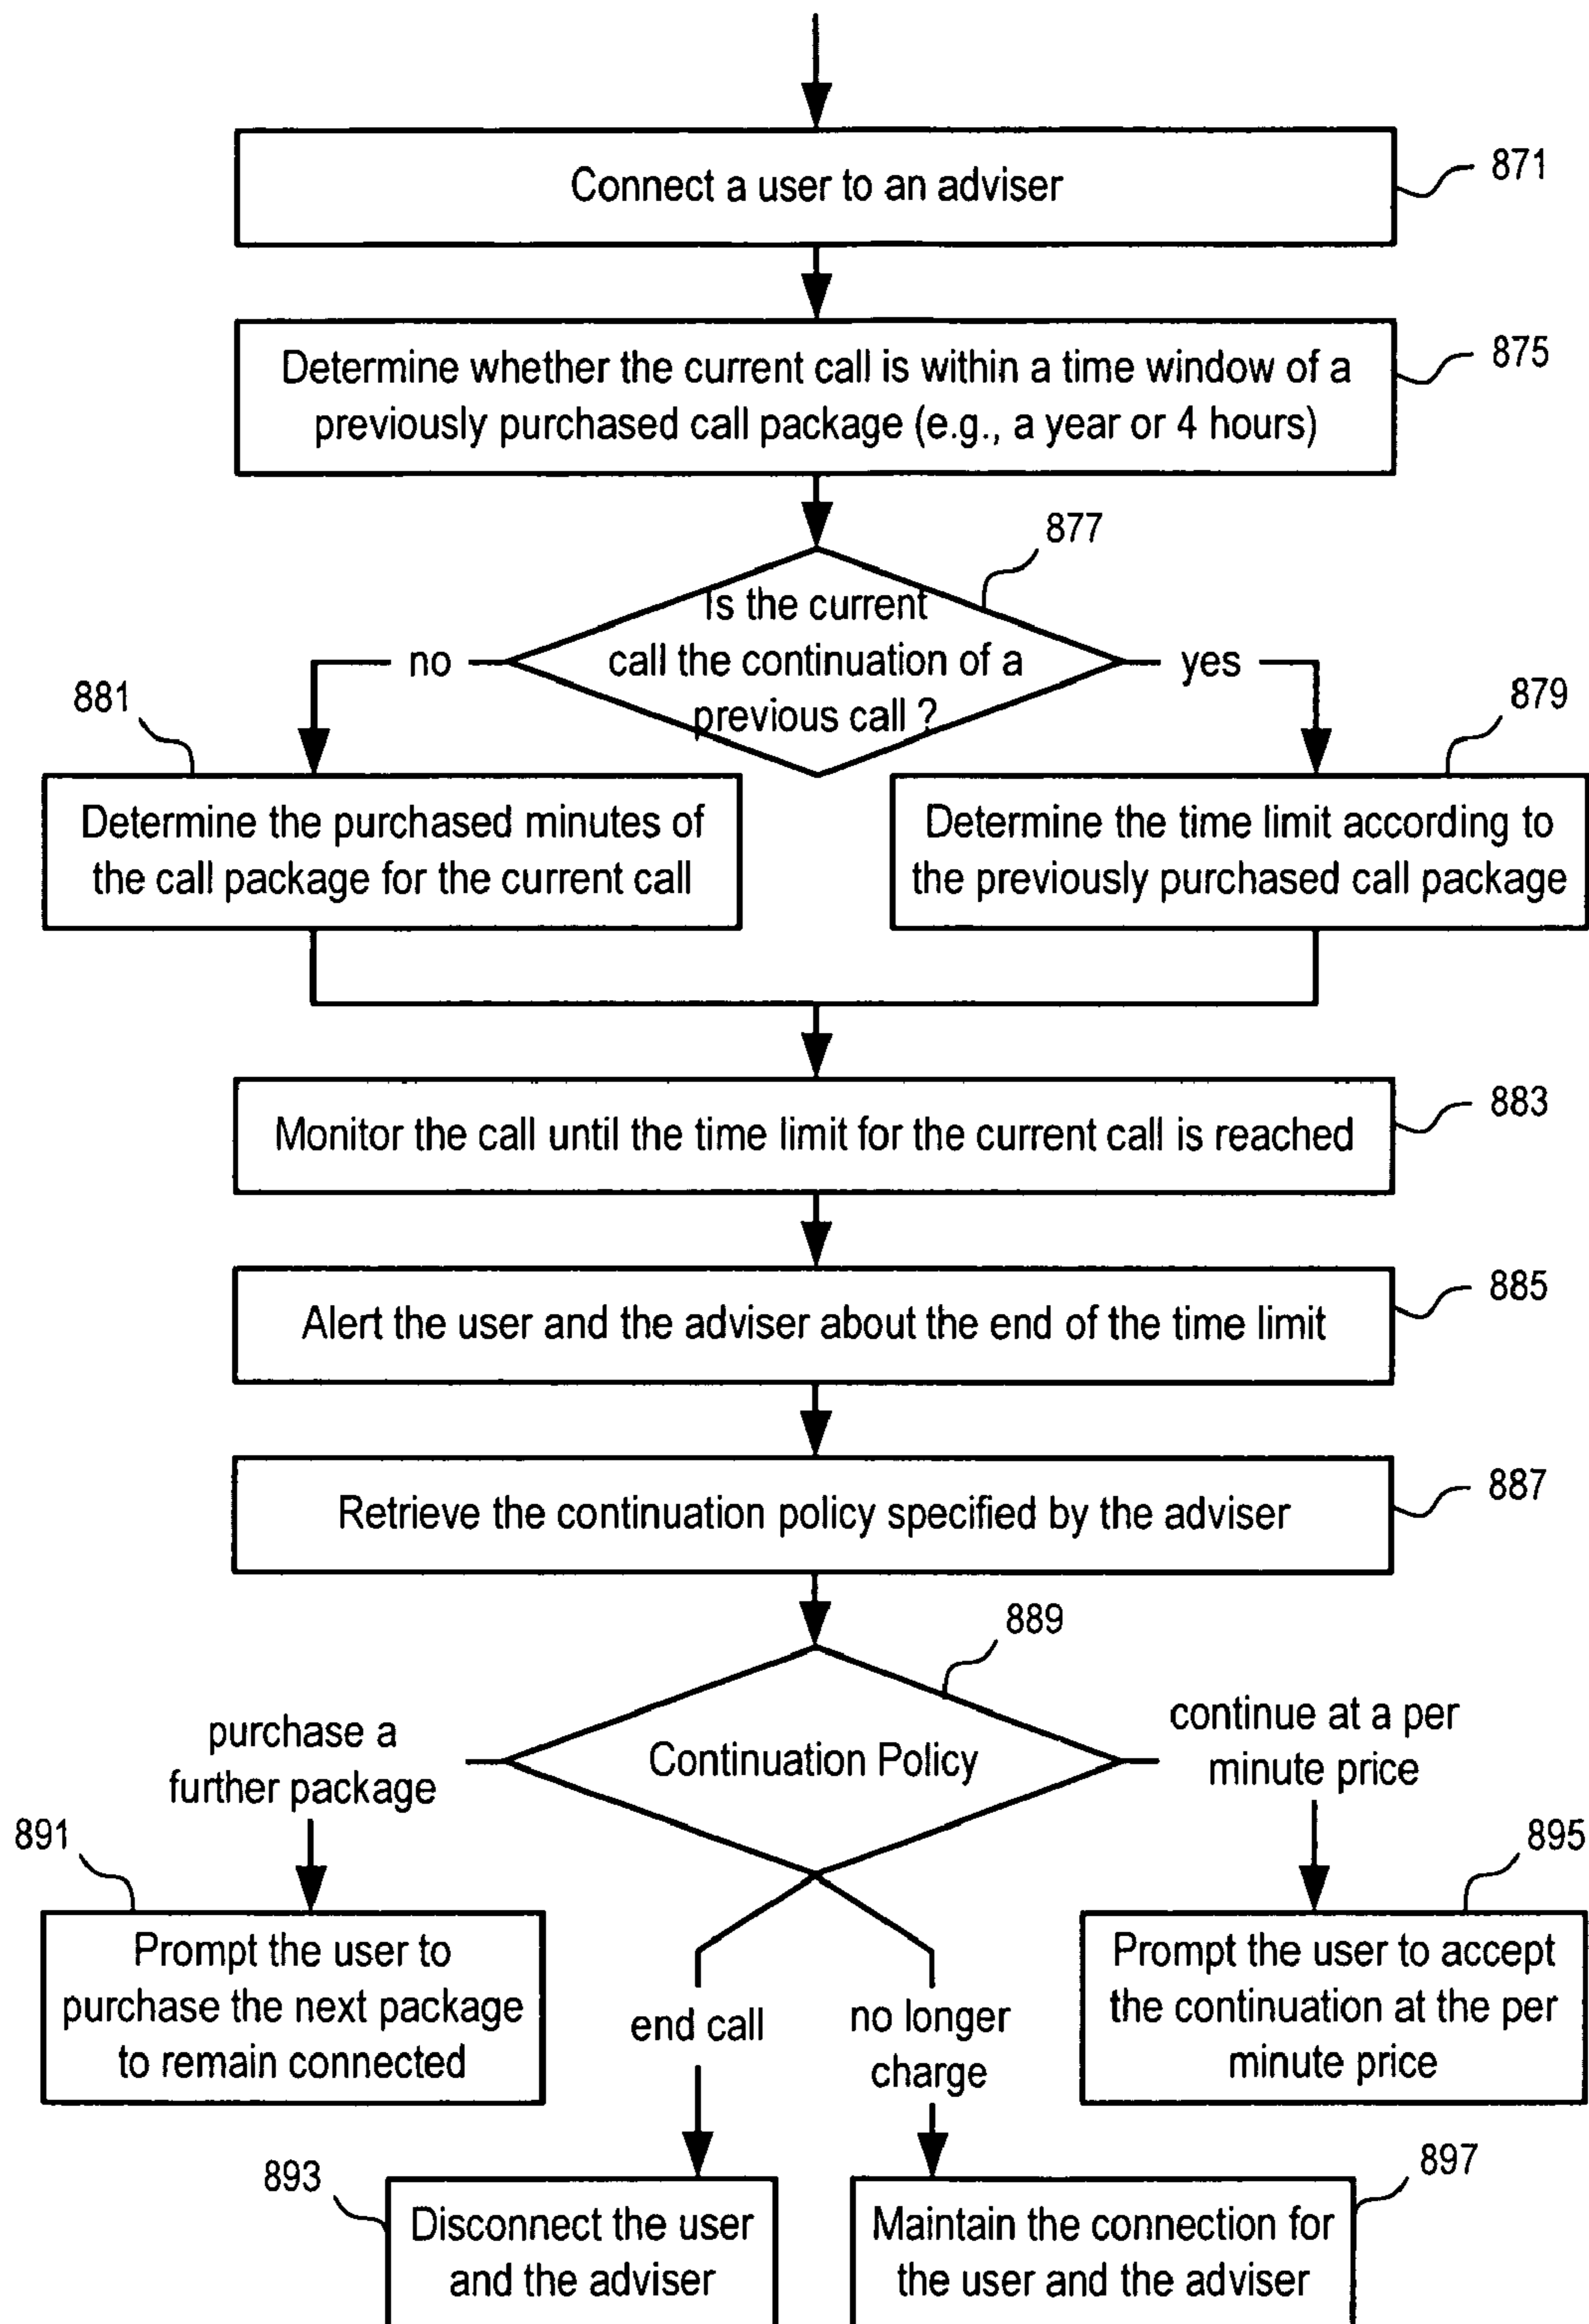 Connect a user to an adviser
871
Determine whether the current call is within a time window of a
previously purchased call package (e.g., a year or 4 hours)
875
877
Is the current
call the continuation of a
previous call ?
no
yes
881
879
Determine the purchased minutes of
the call package for the current call
Determine the time limit according to
the previously purchased call package
Monitor the call until the time limit for the current call is reached
883
Alert the user and the adviser about the end of the time limit
885
Retrieve the continuation policy specified by the adviser
887
889
Continuation Policy
purchase a
further package
continue at a per
minute price
891
895
Prompt the user to
purchase the next package
to remain connected
end call
no longer
charge
Prompt the user to accept
the continuation at the per
minute price
893
897
Disconnect the user
and the adviser
Maintain the connection for
the user and the adviser